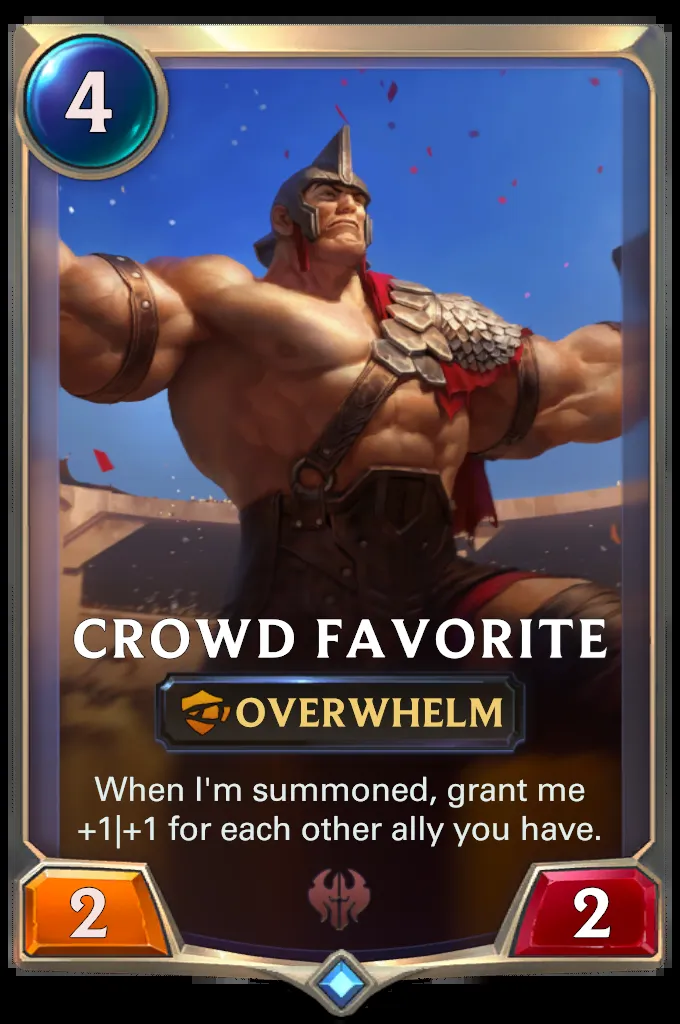 4
CROWD FAVORITE
OVERWHELM
When I'm summoned, grant me
+1|+1 for each other ally you have.
2 2